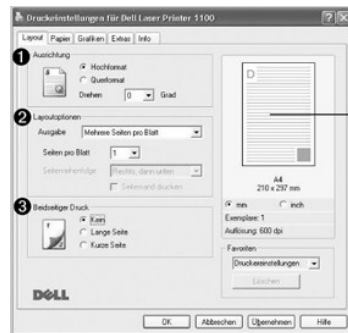 Druckeinstellungen für Dell Laser Printer 1100
Layout Papier Grafiken Extras Info
1 Ausrichtung
Hochformat
Querformat
Drehen 0 Grad
2 Layoutoptionen
Ausgabe Mehrere Seiten pro Blatt
Seiten pro Blatt 1
Seitenreihenfolge Rechts, dann unten
Seitenrand drucken
3 Beidseitiger Druck
Kein
Lange Seite
Kurze Seite
DELL
A4
210 x 297 mm
mm inch
Exemplare: 1
Auflösung: 600 dpi
Favoriten
Druckereinstellungen
Löschen
OK Abbrechen Übernehmen Hilfe